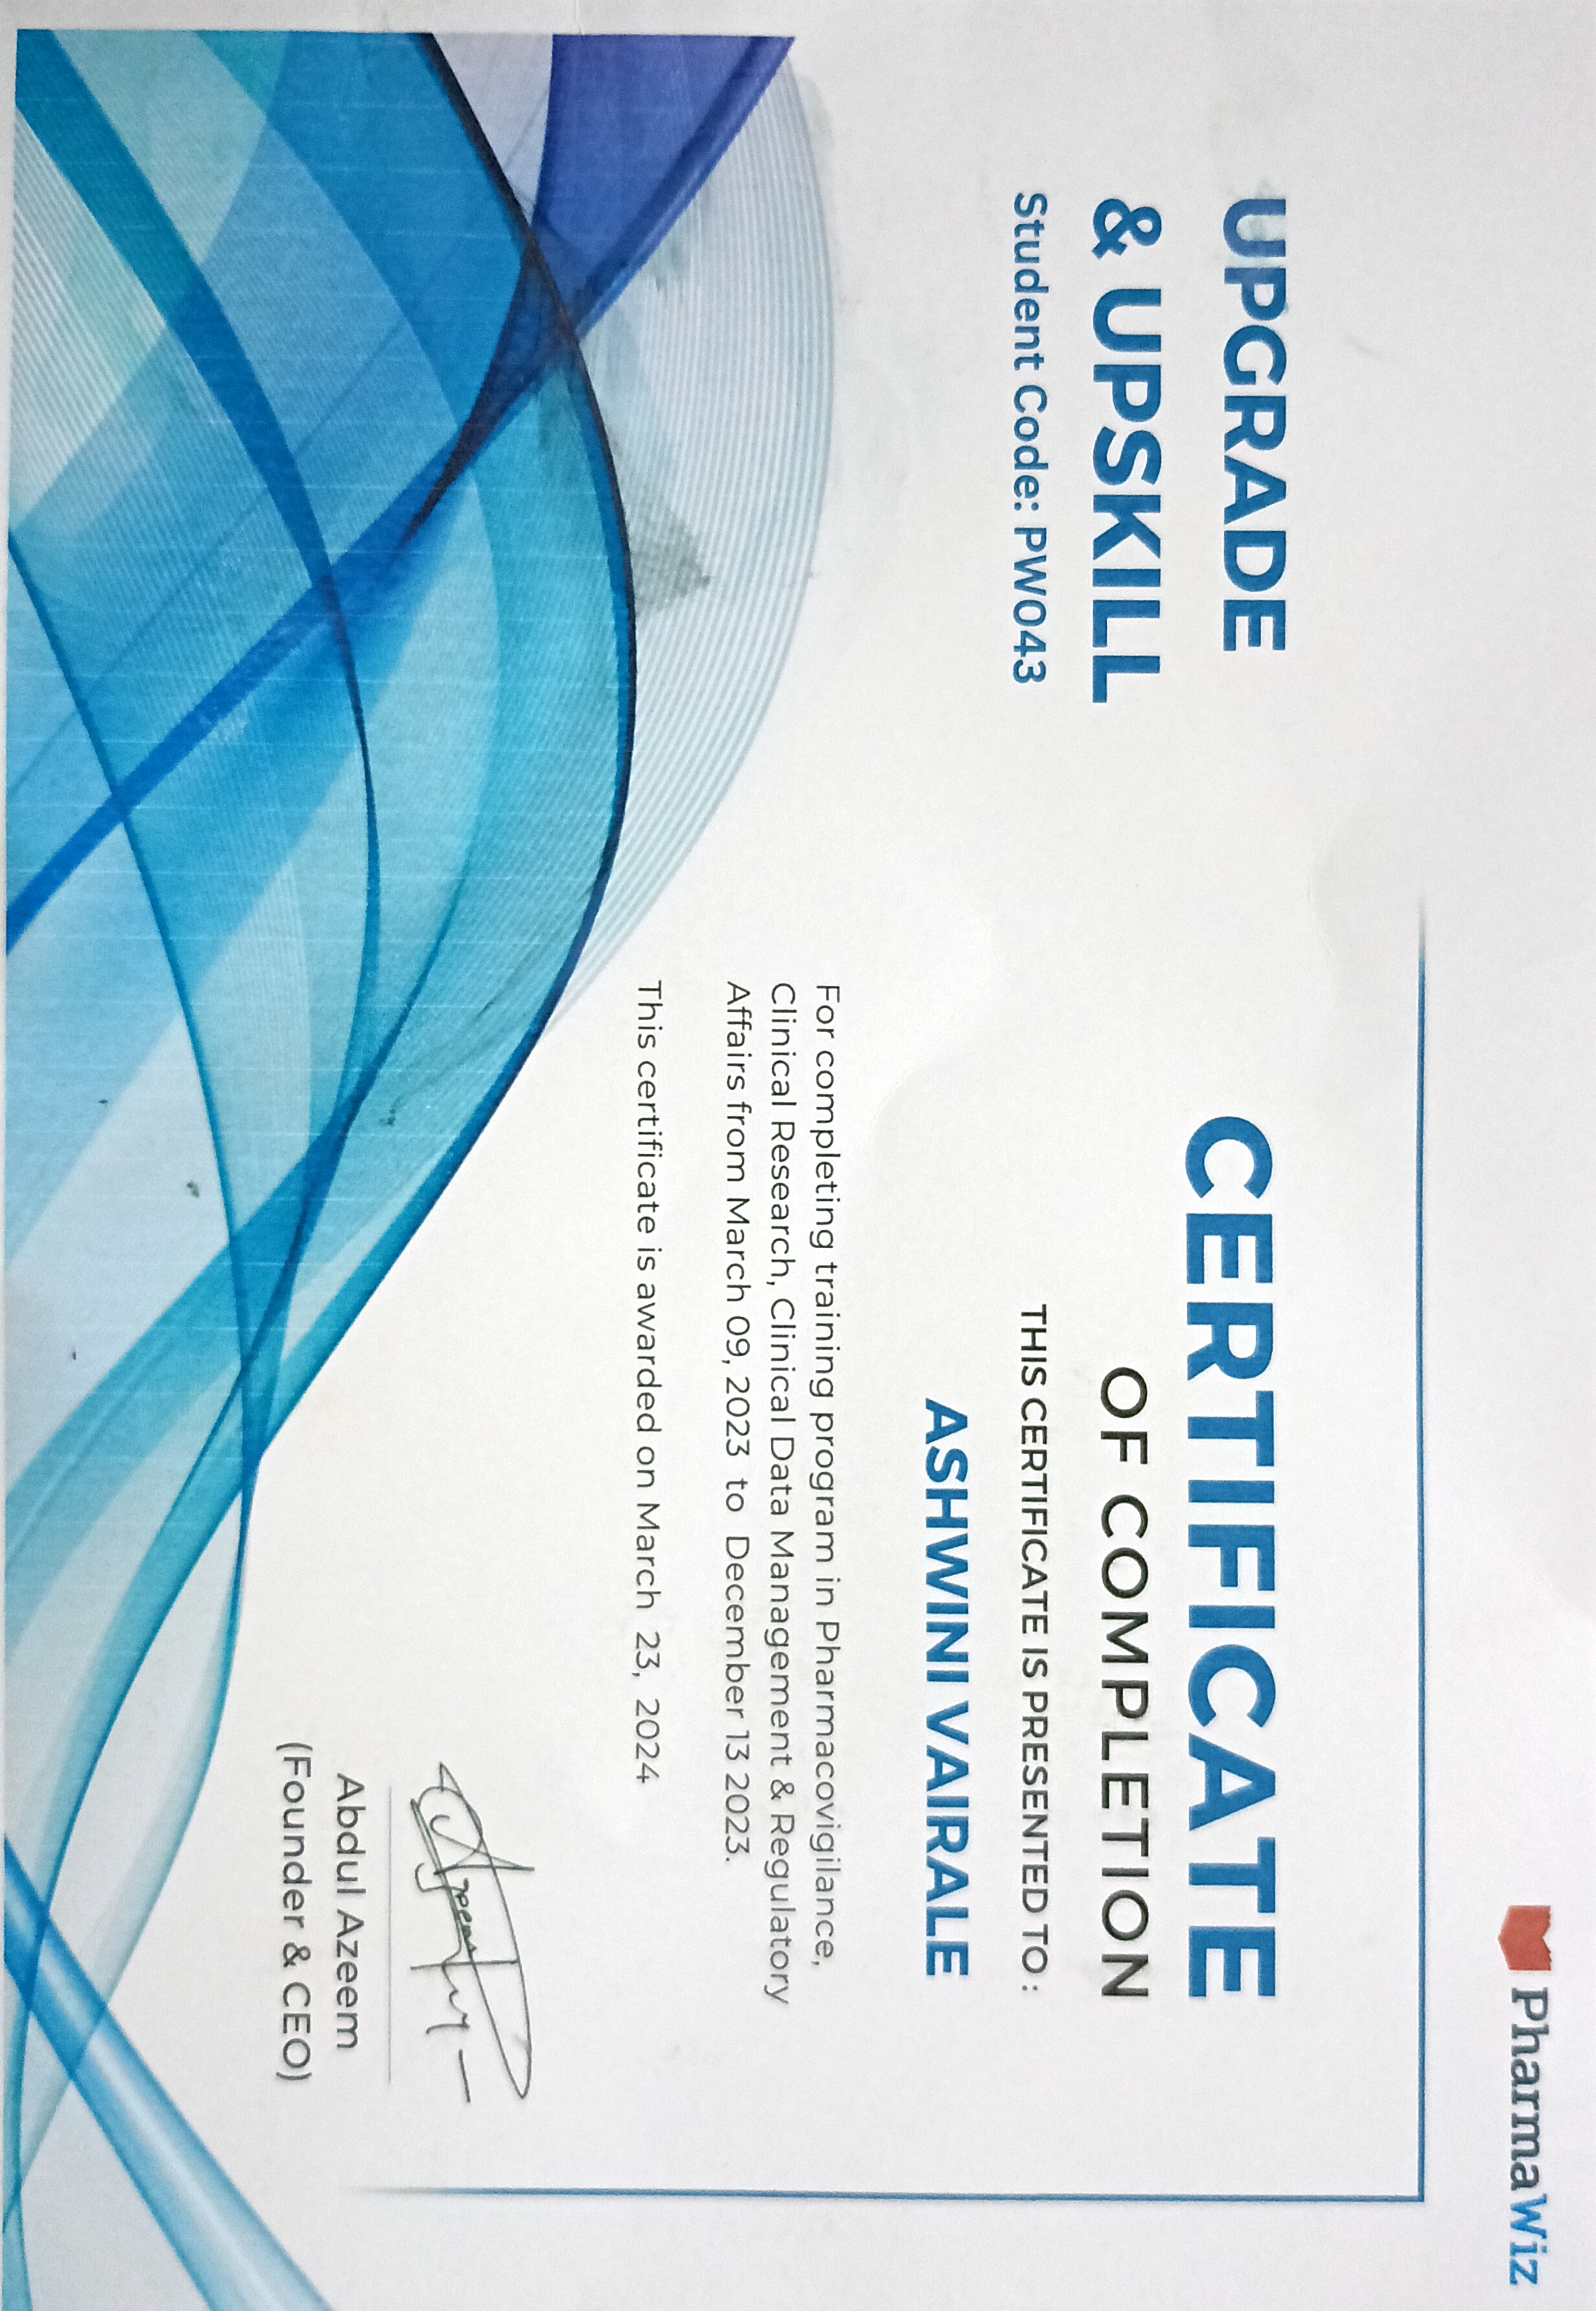 PharmaWiz
UPGRADE
& UPSKILL
Student Code: PW043
CERTIFICATE
OF COMPLETION
THIS CERTIFICATE IS PRESENTED TO :
ASHWINI VAIRALE
For completing training program in Pharmacovigilance,
Clinical Research, Clinical Data Management & Regulatory
Affairs from March 09, 2023 to December 13 2023.
This certificate is awarded on March 23, 2024
Abdul Azeem
(Founder & CEO)